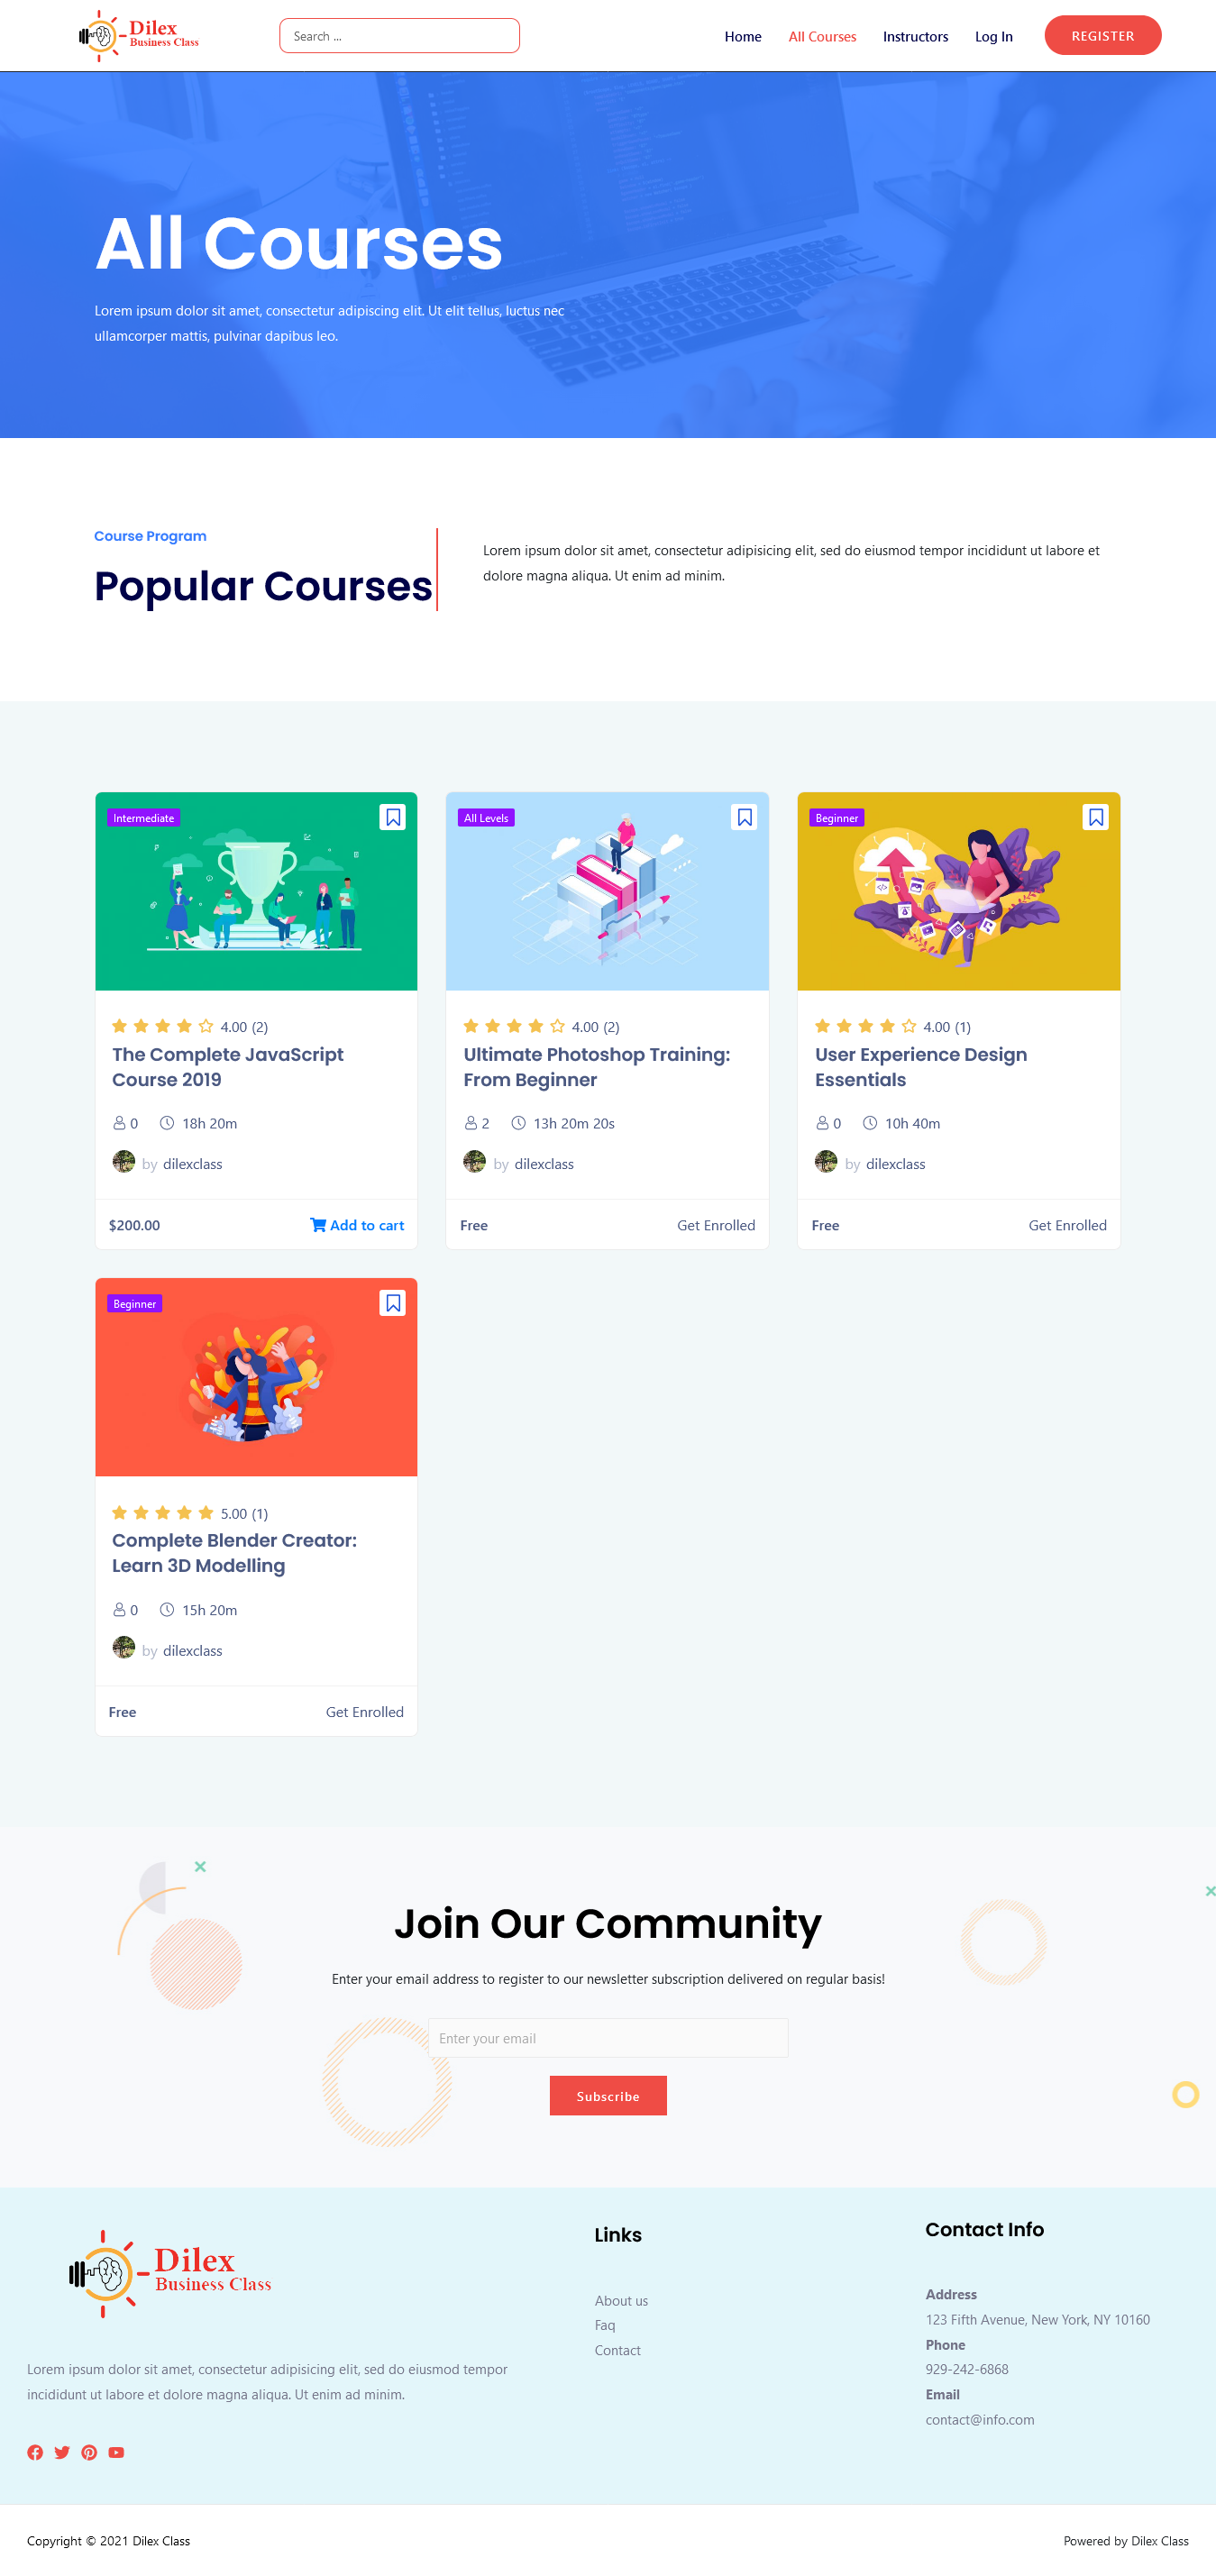 Dilex
Business Class
Search ...
Home All Courses Instructors Log In REGISTER
All Courses
Lorem ipsum dolor sit amet, consectetur adipiscing elit. Ut elit tellus, luctus nec
ullamcorper mattis, pulvinar dapibus leo.
Course Program
Popular Courses
Lorem ipsum dolor sit amet, consectetur adipisicing elit, sed do eiusmod tempor incididunt ut labore et
dolore magna aliqua. Ut enim ad minim.
Intermediate
4.00 (2)
The Complete JavaScript
Course 2019
0 18h 20m
by dilexclass
$200.00 Add to cart
All Levels
4.00 (2)
Ultimate Photoshop Training:
From Beginner
2 13h 20m 20s
by dilexclass
Free Get Enrolled
Beginner
4.00 (1)
User Experience Design
Essentials
0 10h 40m
by dilexclass
Free Get Enrolled
Beginner
5.00 (1)
Complete Blender Creator:
Learn 3D Modelling
0 15h 20m
by dilexclass
Free Get Enrolled
Join Our Community
Enter your email address to register to our newsletter subscription delivered on regular basis!
Enter your email
Subscribe
Dilex
Business Class
Lorem ipsum dolor sit amet, consectetur adipisicing elit, sed do eiusmod tempor
incididunt ut labore et dolore magna aliqua. Ut enim ad minim.
Links
About us
Faq
Contact
Contact Info
Address
123 Fifth Avenue, New York, NY 10160
Phone
929-242-6868
Email
contact@info.com
Copyright © 2021 Dilex Class
Powered by Dilex Class